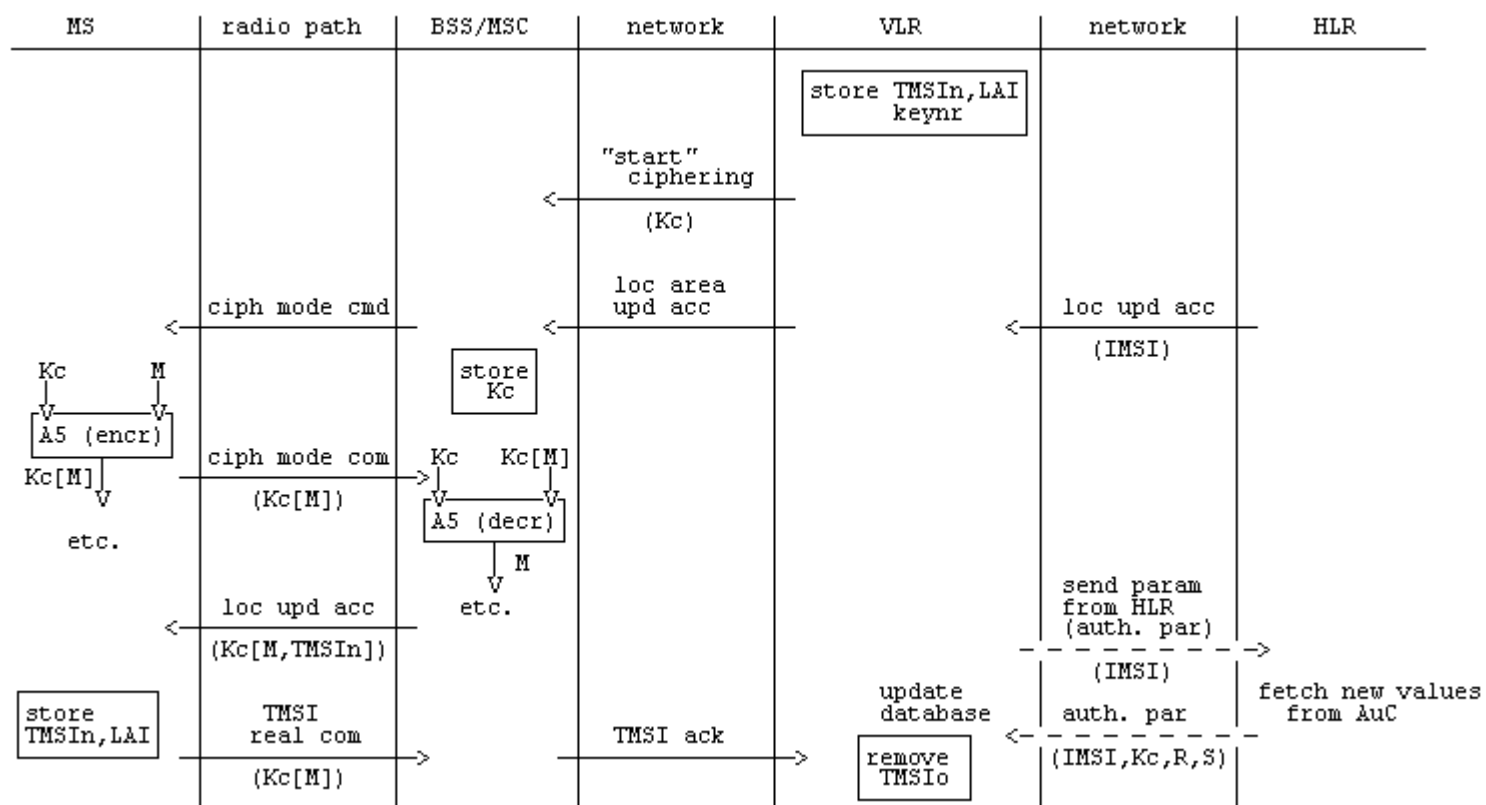 MS radio path BSS/MSC network VLR network HLR
store TMSIn,LAI
keynr
"start"
ciphering
(Kc)
loc area
ciph mode cmd upd acc loc upd acc
(IMSI)
Kc M store
Kc
A5 (encr)
ciph mode com Kc Kc[M]
Kc[M]
(Kc[M])
A5 (decr)
etc.
M
send param
loc upd acc etc. from HLR
(auth. par)
(Kc[M,TMSIn])
(IMSI)
update fetch new values
store TMSI database auth. par from AuC
TMSIn,LAI real com TMSI ack
remove (IMSI,Kc,R,S)
(Kc[M]) TMSIo